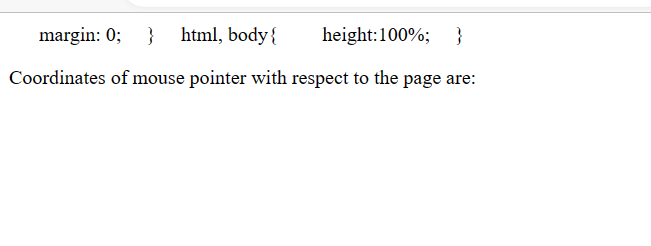 margin: 0; } html, body{ height:100%; }
Coordinates of mouse pointer with respect to the page are: